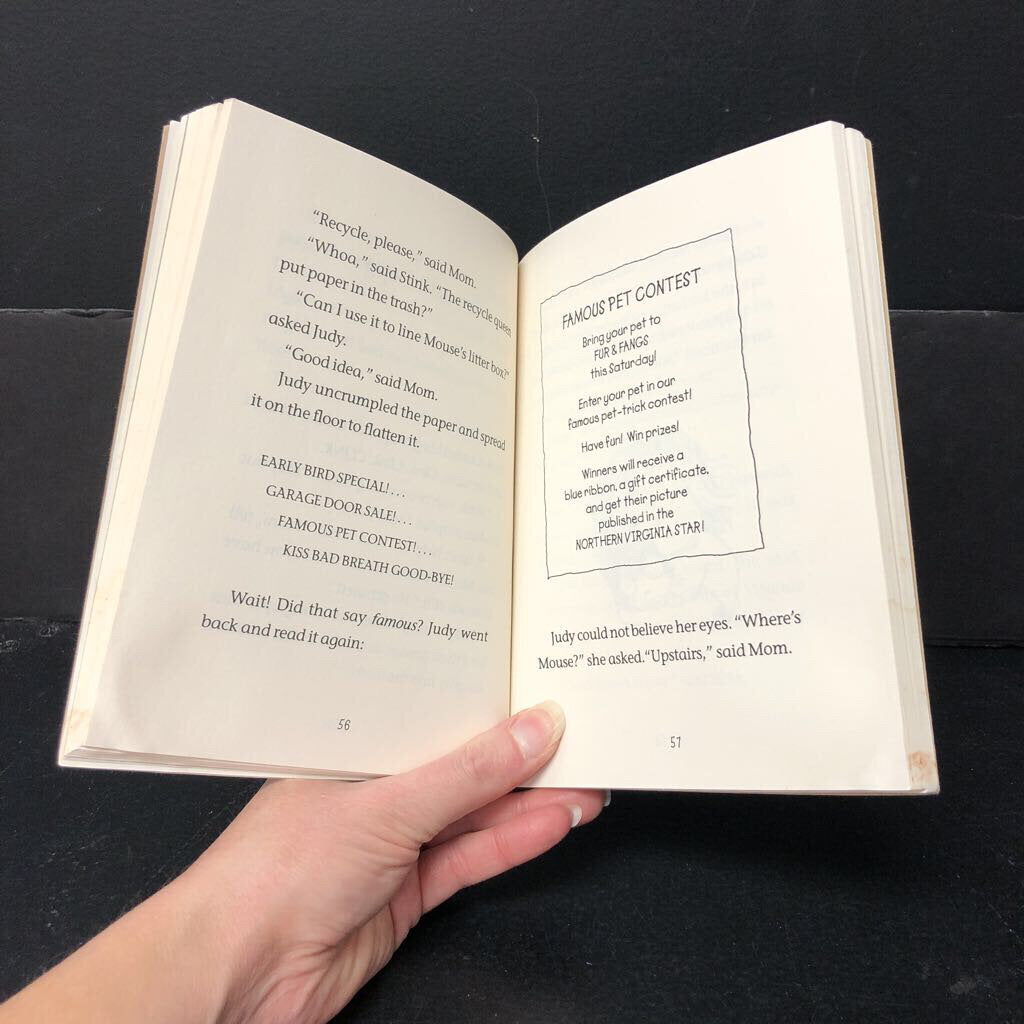 “Recycle, please,” said Mom.
“Whoa,” said Stink. “The recycle queen
put paper in the trash?”
“Can I use it to line Mouse’s litter box?”
asked Judy.
“Good idea,” said Mom.
Judy uncrumpled the paper and spread
it on the floor to flatten it.
EARLY BIRD SPECIAL! . . .
GARAGE DOOR SALE! . . .
FAMOUS PET CONTEST! . . .
KISS BAD BREATH GOOD-BYE!
Wait! Did that say famous? Judy went
back and read it again:
56
FAMOUS PET CONTEST
Bring your pet to
FUR & FANGS
this Saturday!
Enter your pet in our
famous pet-trick contest!
Have fun! Win prizes!
Winners will receive a
blue ribbon, a gift certificate,
and get their picture
published in the
NORTHERN VIRGINIA STAR!
Judy could not believe her eyes. “Where’s
Mouse?” she asked.“Upstairs,” said Mom.
57